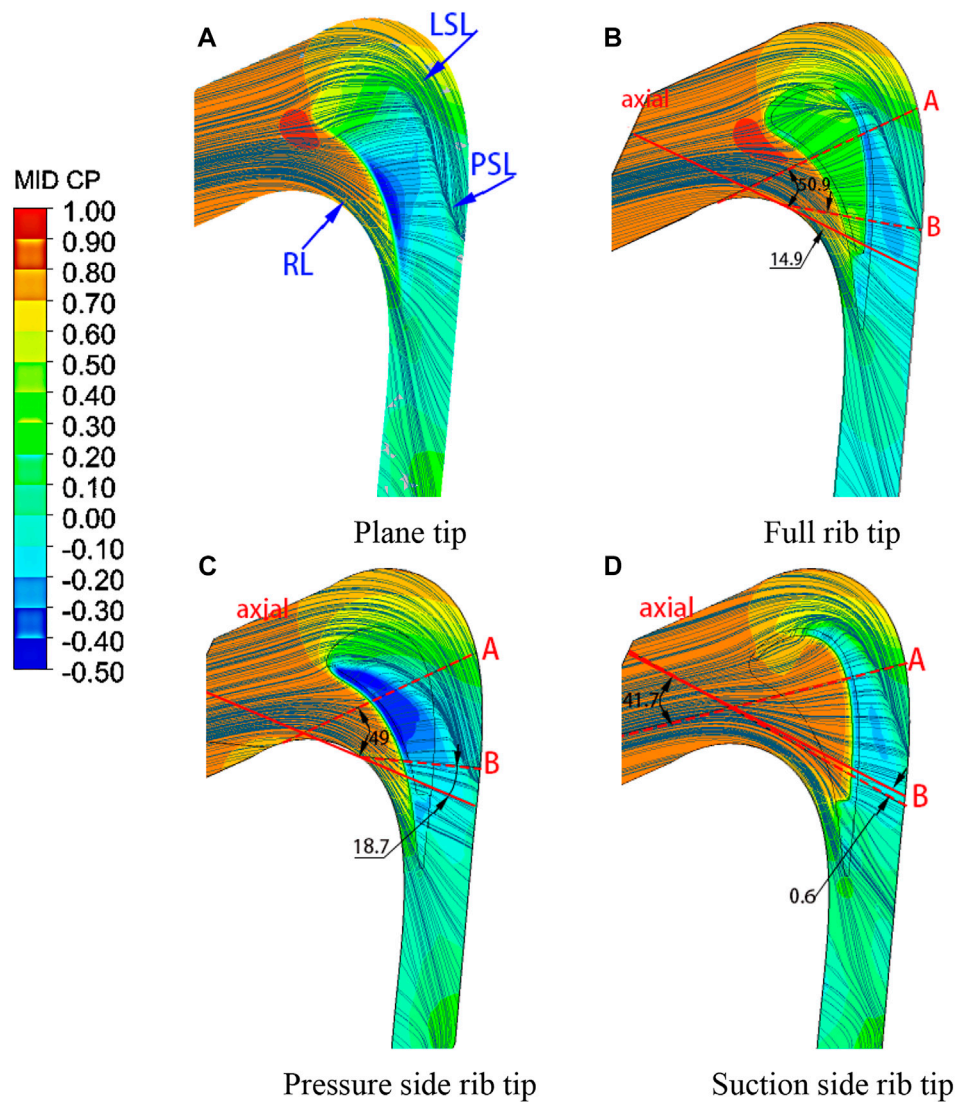 A
LSL
PSL
RL
Plane tip
B
axial
A
50.9
B
14.9
Full rib tip
MID CP
1.00
0.90
0.80
0.70
0.60
0.50
0.40
0.30
0.20
0.10
0.00
-0.10
-0.20
-0.30
-0.40
-0.50
C
axial
A
49
B
18.7
Pressure side rib tip
D
axial
A
41.7
B
0.6
Suction side rib tip